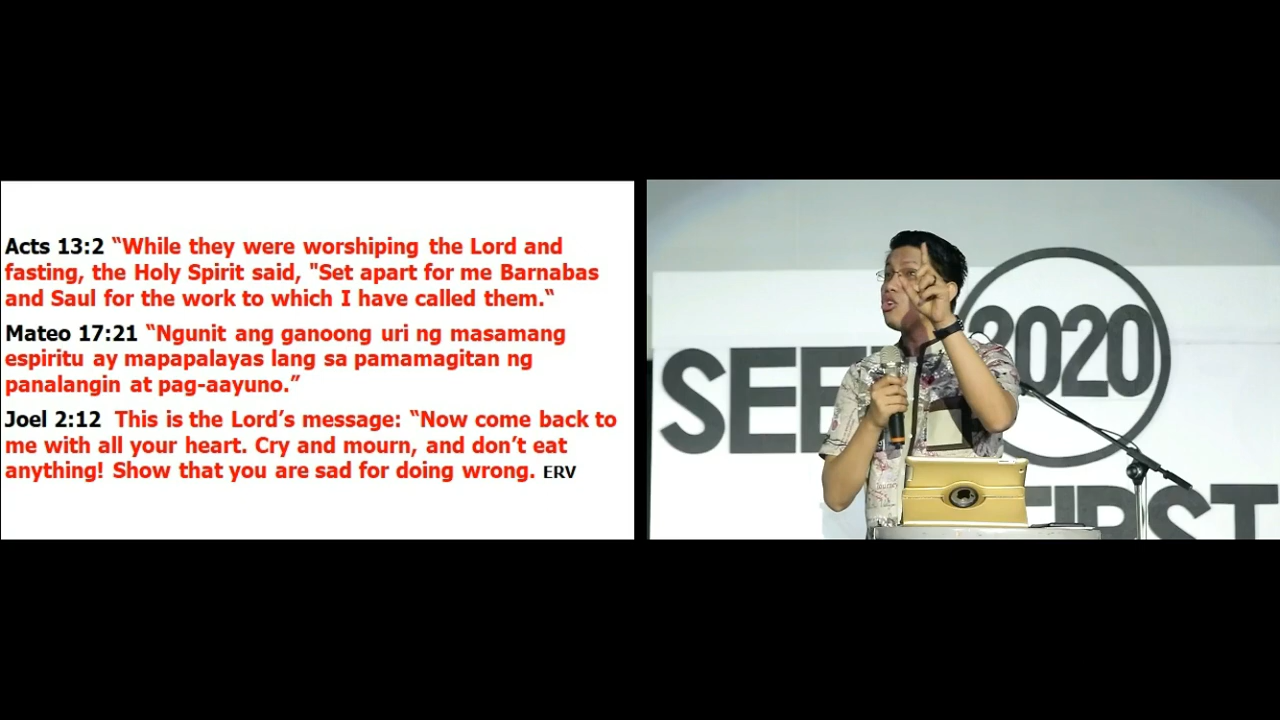 Acts 13:2 “While they were worshiping the Lord and
fasting, the Holy Spirit said, "Set apart for me Barnabas
and Saul for the work to which I have called them.“
Mateo 17:21 “Ngunit ang ganoong uri ng masamang
espiritu ay mapapalayas lang sa pamamagitan ng
panalangin at pag-aayuno.”
Joel 2:12 This is the Lord’s message: “Now come back to
me with all your heart. Cry and mourn, and don’t eat
anything! Show that you are sad for doing wrong. ERV
2020
FIRST